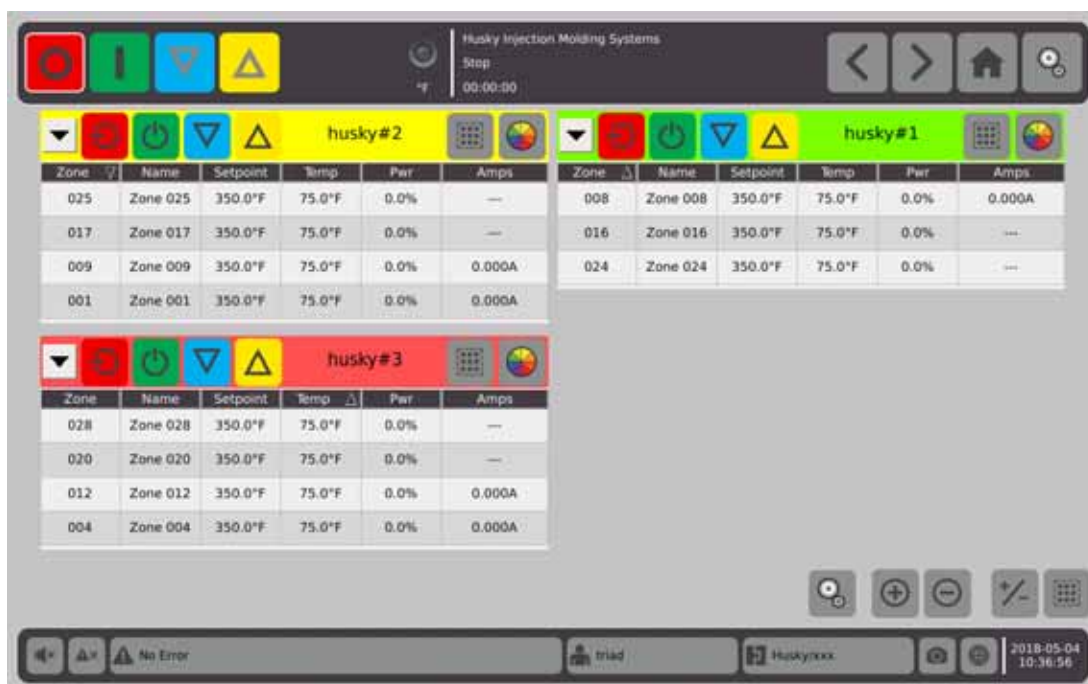 Husky Injection Molding Systems
Stop
°F 00:00:00
husky#2
Zone Name Setpoint Temp Pwr Amps
025 Zone 025 350.0°F 75.0°F 0.0% ---
017 Zone 017 350.0°F 75.0°F 0.0% ---
009 Zone 009 350.0°F 75.0°F 0.0% 0.000A
001 Zone 001 350.0°F 75.0°F 0.0% 0.000A
husky#1
Zone Name Setpoint Temp Pwr Amps
008 Zone 008 350.0°F 75.0°F 0.0% 0.000A
016 Zone 016 350.0°F 75.0°F 0.0% ---
024 Zone 024 350.0°F 75.0°F 0.0% ---
husky#3
Zone Name Setpoint Temp Pwr Amps
028 Zone 028 350.0°F 75.0°F 0.0% ---
020 Zone 020 350.0°F 75.0°F 0.0% ---
012 Zone 012 350.0°F 75.0°F 0.0% 0.000A
004 Zone 004 350.0°F 75.0°F 0.0% 0.000A
No Error
triad
Husky/xxx
2018-05-04
10:36:56